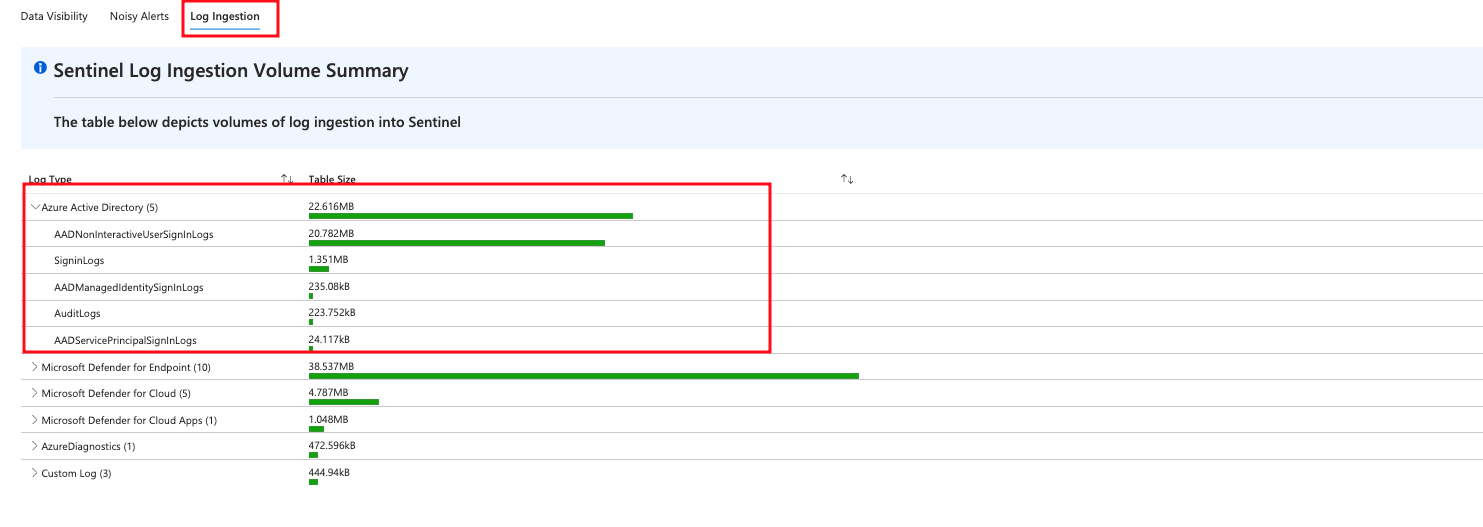 Data Visibility Noisy Alerts Log Ingestion
Sentinel Log Ingestion Volume Summary
The table below depicts volumes of log ingestion into Sentinel
Log Type Table Size
Azure Active Directory (5) 22.616MB
AADNonInteractiveUserSignInLogs 20.782MB
SigninLogs 1.351MB
AADManagedIdentitySignInLogs 235.08kB
AuditLogs 223.752kB
AADServicePrincipalSignInLogs 24.117kB
Microsoft Defender for Endpoint (10) 38.537MB
Microsoft Defender for Cloud (5) 4.787MB
Microsoft Defender for Cloud Apps (1) 1.048MB
AzureDiagnostics (1) 472.596kB
Custom Log (3) 444.94kB